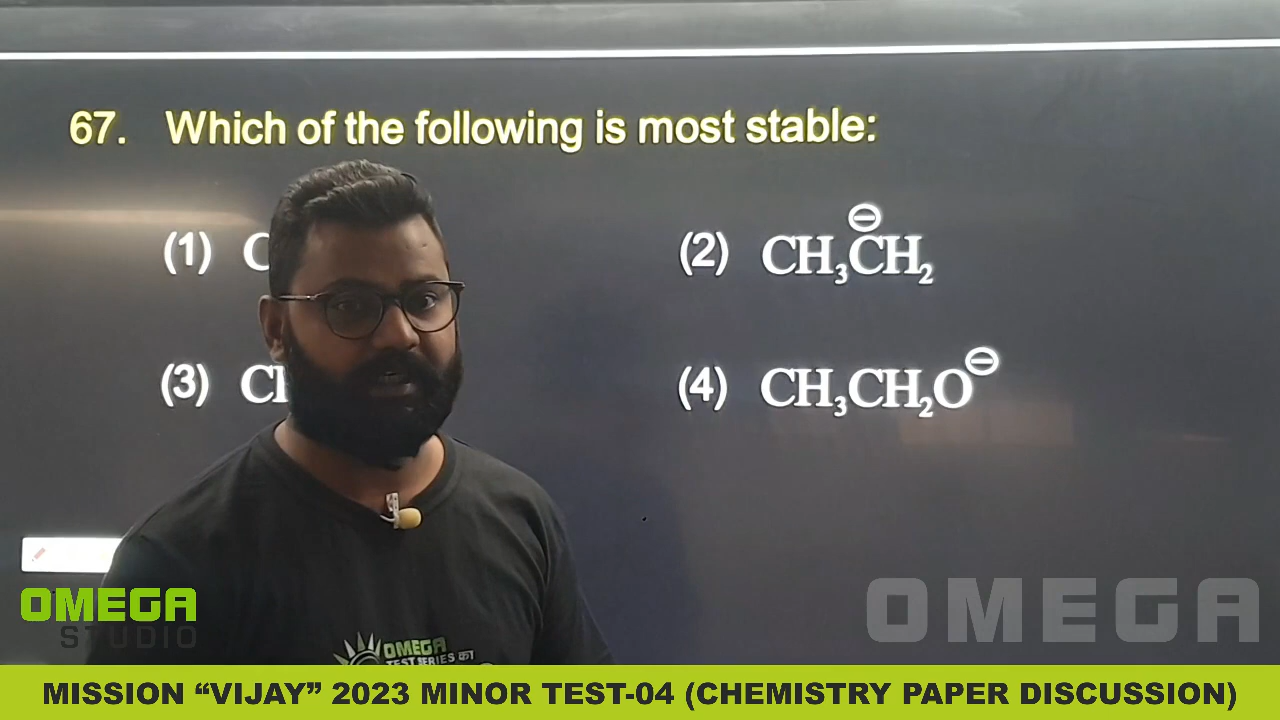 67. Which of the following is most stable:
(1) C
(2) CH₃C⊖H₂
(3) CH
(4) CH₃CH₂O⊖
OMEGA
STUDIO
OMEGA
TEST SERIES का
OMEGA
MISSION “VIJAY” 2023 MINOR TEST-04 (CHEMISTRY PAPER DISCUSSION)